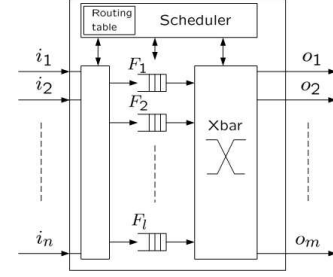 Routing
table
Scheduler
i1
F1
o1
i2
F2
o2
Xbar
Fl
in
om